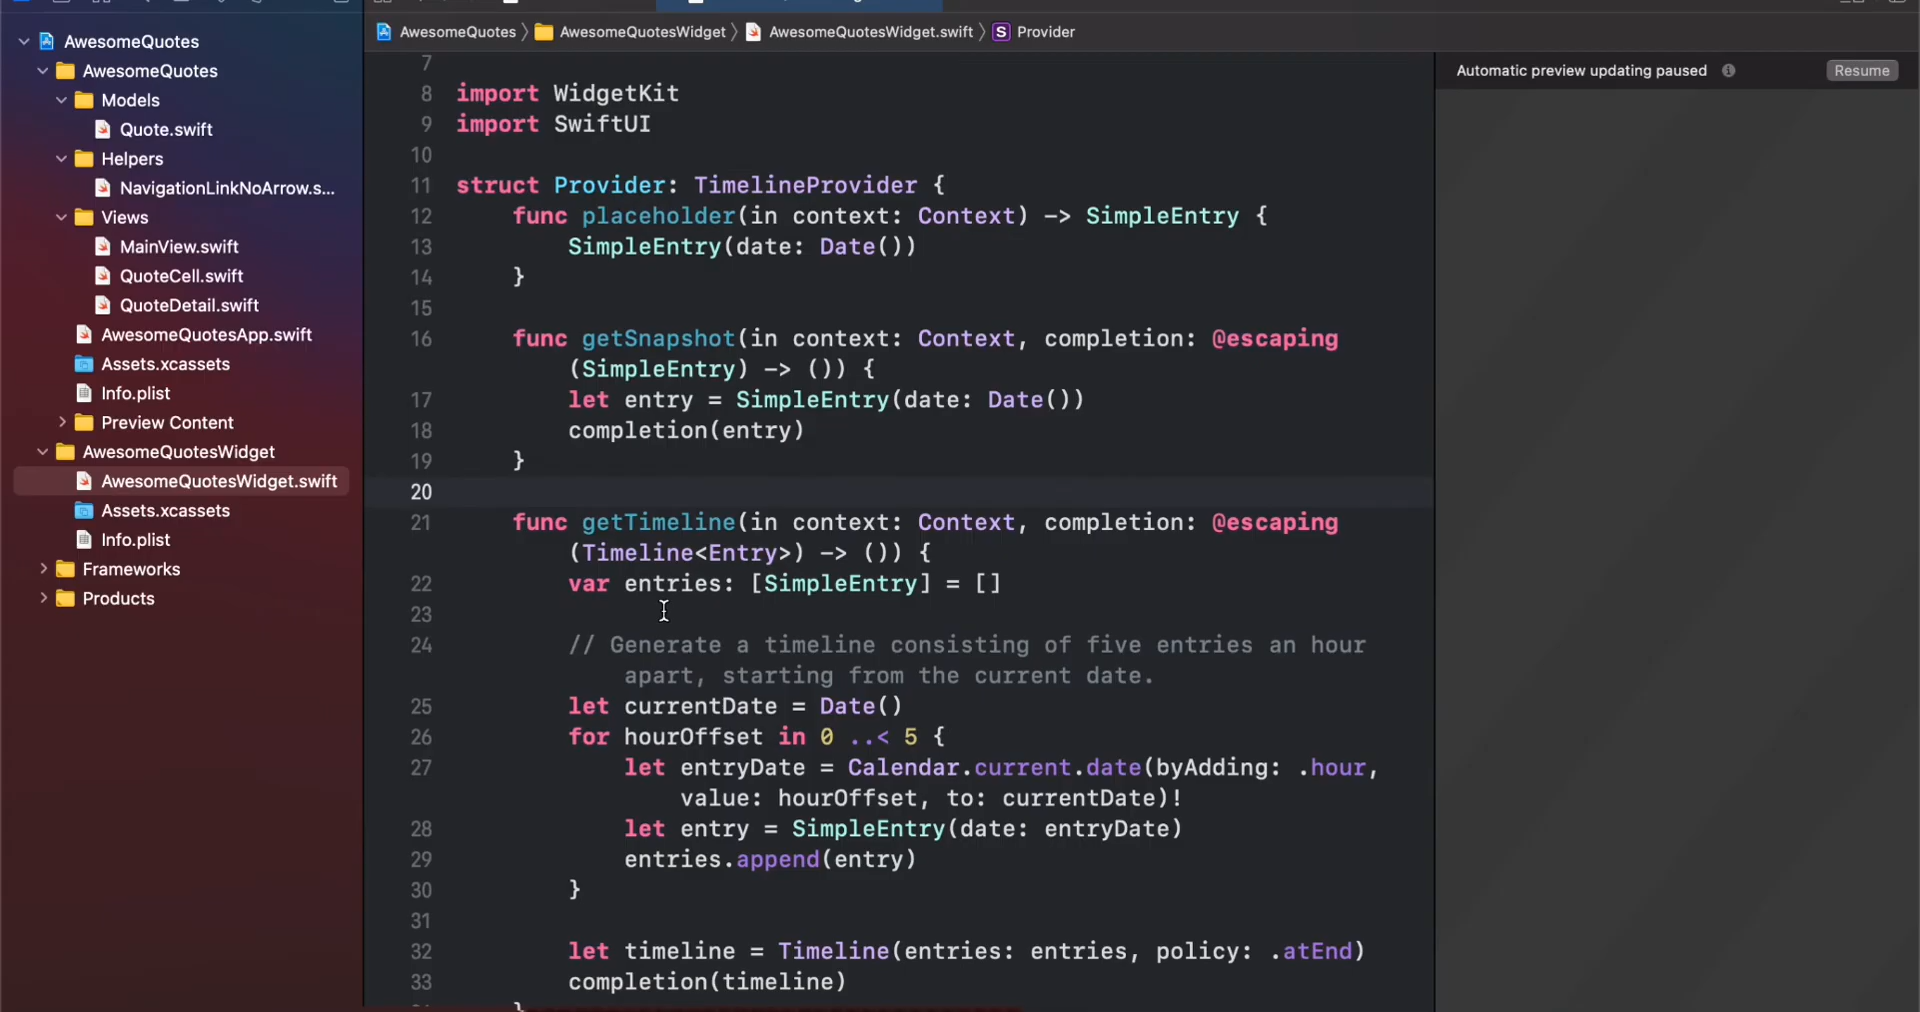 AwesomeQuotes
AwesomeQuotes
Models
Quote.swift
Helpers
NavigationLinkNoArrow.s...
Views
MainView.swift
QuoteCell.swift
QuoteDetail.swift
AwesomeQuotesApp.swift
Assets.xcassets
Info.plist
Preview Content
AwesomeQuotesWidget
AwesomeQuotesWidget.swift
Assets.xcassets
Info.plist
Frameworks
Products
AwesomeQuotes 〉 AwesomeQuotesWidget 〉 AwesomeQuotesWidget.swift 〉 S Provider
7
8 import WidgetKit
9 import SwiftUI
10
11 struct Provider: TimelineProvider {
12 func placeholder(in context: Context) -> SimpleEntry {
13 SimpleEntry(date: Date())
14 }
15
16 func getSnapshot(in context: Context, completion: @escaping
(SimpleEntry) -> ()) {
17 let entry = SimpleEntry(date: Date())
18 completion(entry)
19 }
20
21 func getTimeline(in context: Context, completion: @escaping
(Timeline<Entry>) -> ()) {
22 var entries: [SimpleEntry] = []
23
24 // Generate a timeline consisting of five entries an hour
apart, starting from the current date.
25 let currentDate = Date()
26 for hourOffset in 0 ..< 5 {
27 let entryDate = Calendar.current.date(byAdding: .hour,
value: hourOffset, to: currentDate)!
28 let entry = SimpleEntry(date: entryDate)
29 entries.append(entry)
30 }
31
32 let timeline = Timeline(entries: entries, policy: .atEnd)
33 completion(timeline)
Automatic preview updating paused
Resume